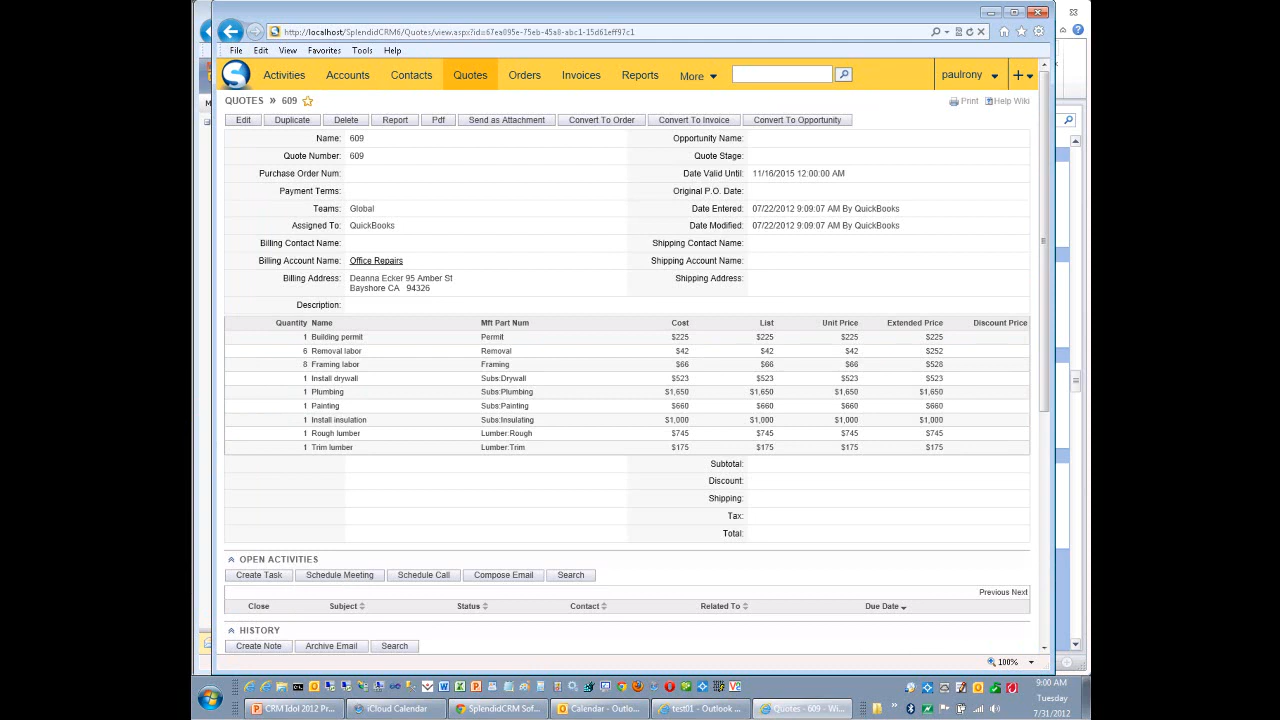 http://localhost/SplendidCRM6/Quotes/view.aspx?id=67ea095e-75eb-45a8-abc1-15d61eff97c1
File Edit View Favorites Tools Help
Activities Accounts Contacts Quotes Orders Invoices Reports More paulrony
QUOTES » 609 Print Help Wiki
Edit Duplicate Delete Report Pdf Send as Attachment Convert To Order Convert To Invoice Convert To Opportunity
Name: 609 Opportunity Name:
Quote Number: 609 Quote Stage:
Purchase Order Num: Date Valid Until: 11/16/2015 12:00:00 AM
Payment Terms: Original P.O. Date:
Teams: Global Date Entered: 07/22/2012 9:09:07 AM By QuickBooks
Assigned To: QuickBooks Date Modified: 07/22/2012 9:09:07 AM By QuickBooks
Billing Contact Name: Shipping Contact Name:
Billing Account Name: Office Repairs Shipping Account Name:
Billing Address: Deanna Ecker 95 Amber St Shipping Address:
Bayshore CA 94326
Description:
Quantity Name Mft Part Num Cost List Unit Price Extended Price Discount Price
1 Building permit Permit $225 $225 $225 $225
6 Removal labor Removal $42 $42 $42 $252
8 Framing labor Framing $66 $66 $66 $528
1 Install drywall Subs:Drywall $523 $523 $523 $523
1 Plumbing Subs:Plumbing $1,650 $1,650 $1,650 $1,650
1 Painting Subs:Painting $660 $660 $660 $660
1 Install insulation Subs:Insulating $1,000 $1,000 $1,000 $1,000
1 Rough lumber Lumber:Rough $745 $745 $745 $745
1 Trim lumber Lumber:Trim $175 $175 $175 $175
Subtotal:
Discount:
Shipping:
Tax:
Total:
OPEN ACTIVITIES
Create Task Schedule Meeting Schedule Call Compose Email Search
Previous Next
Close Subject Status Contact Related To Due Date
HISTORY
Create Note Archive Email Search
100%
9:00 AM
Tuesday
7/31/2012
CRM Idol 2012 Pr... iCloud Calendar SplendidCRM Sof... Calendar - Outlo... test01 - Outlook ... Quotes - 609 - Wi...